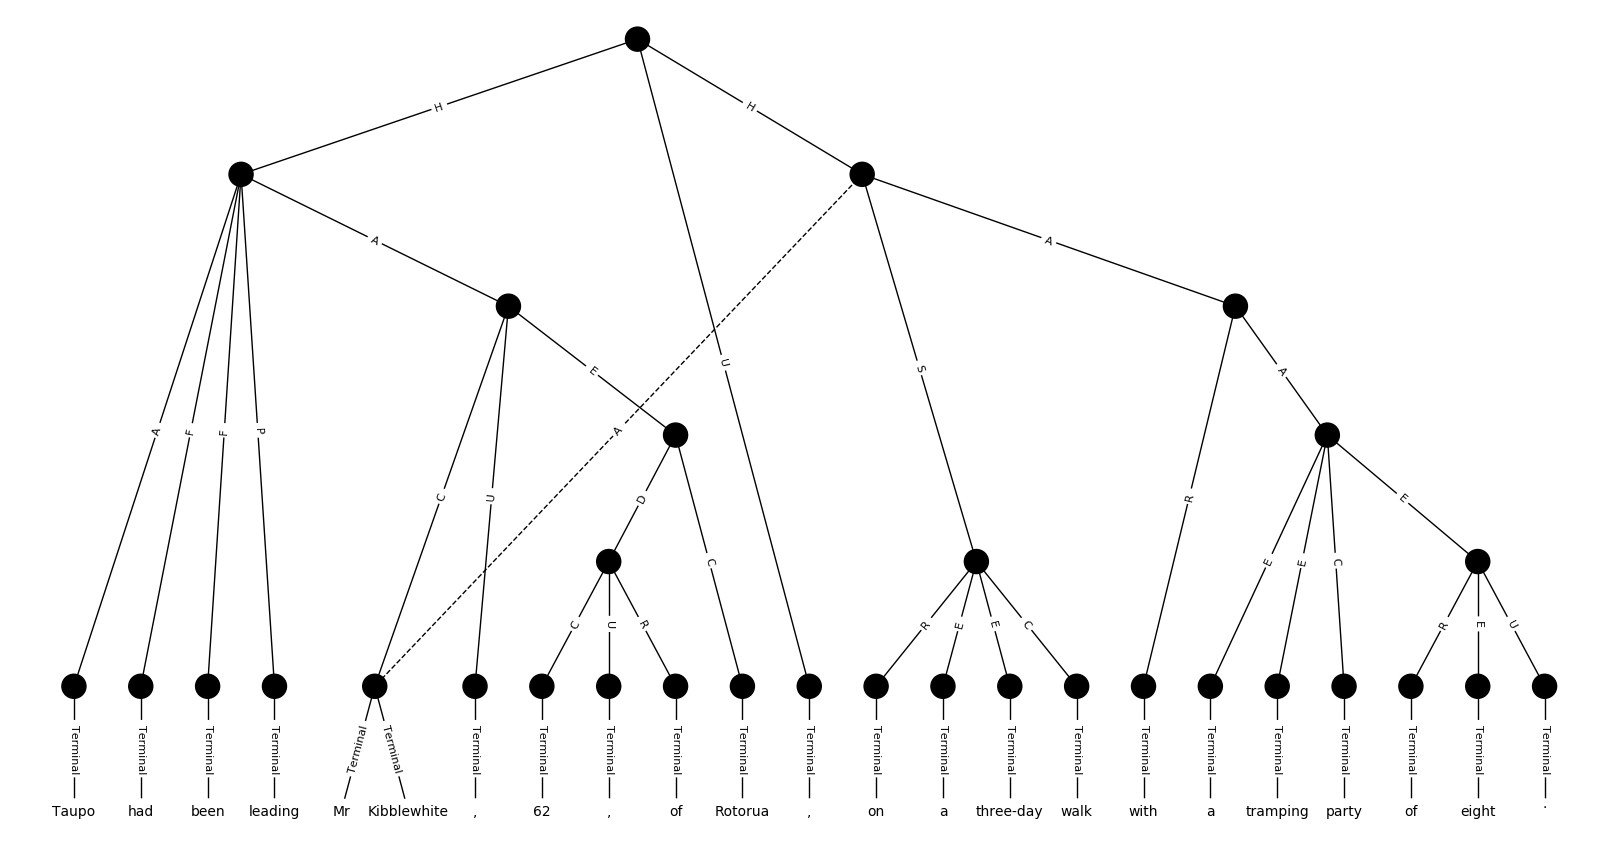 H H
A A
E U S A
A F F P C U A D C R E E C E
C U R R E E C R E U
Terminal Terminal Terminal Terminal Terminal Terminal Terminal Terminal Terminal Terminal Terminal Terminal Terminal Terminal Terminal Terminal Terminal Terminal Terminal Terminal Terminal Terminal Terminal
Taupo had been leading Mr Kibblewhite , 62 , of Rotorua , on a three-day walk with a tramping party of eight .